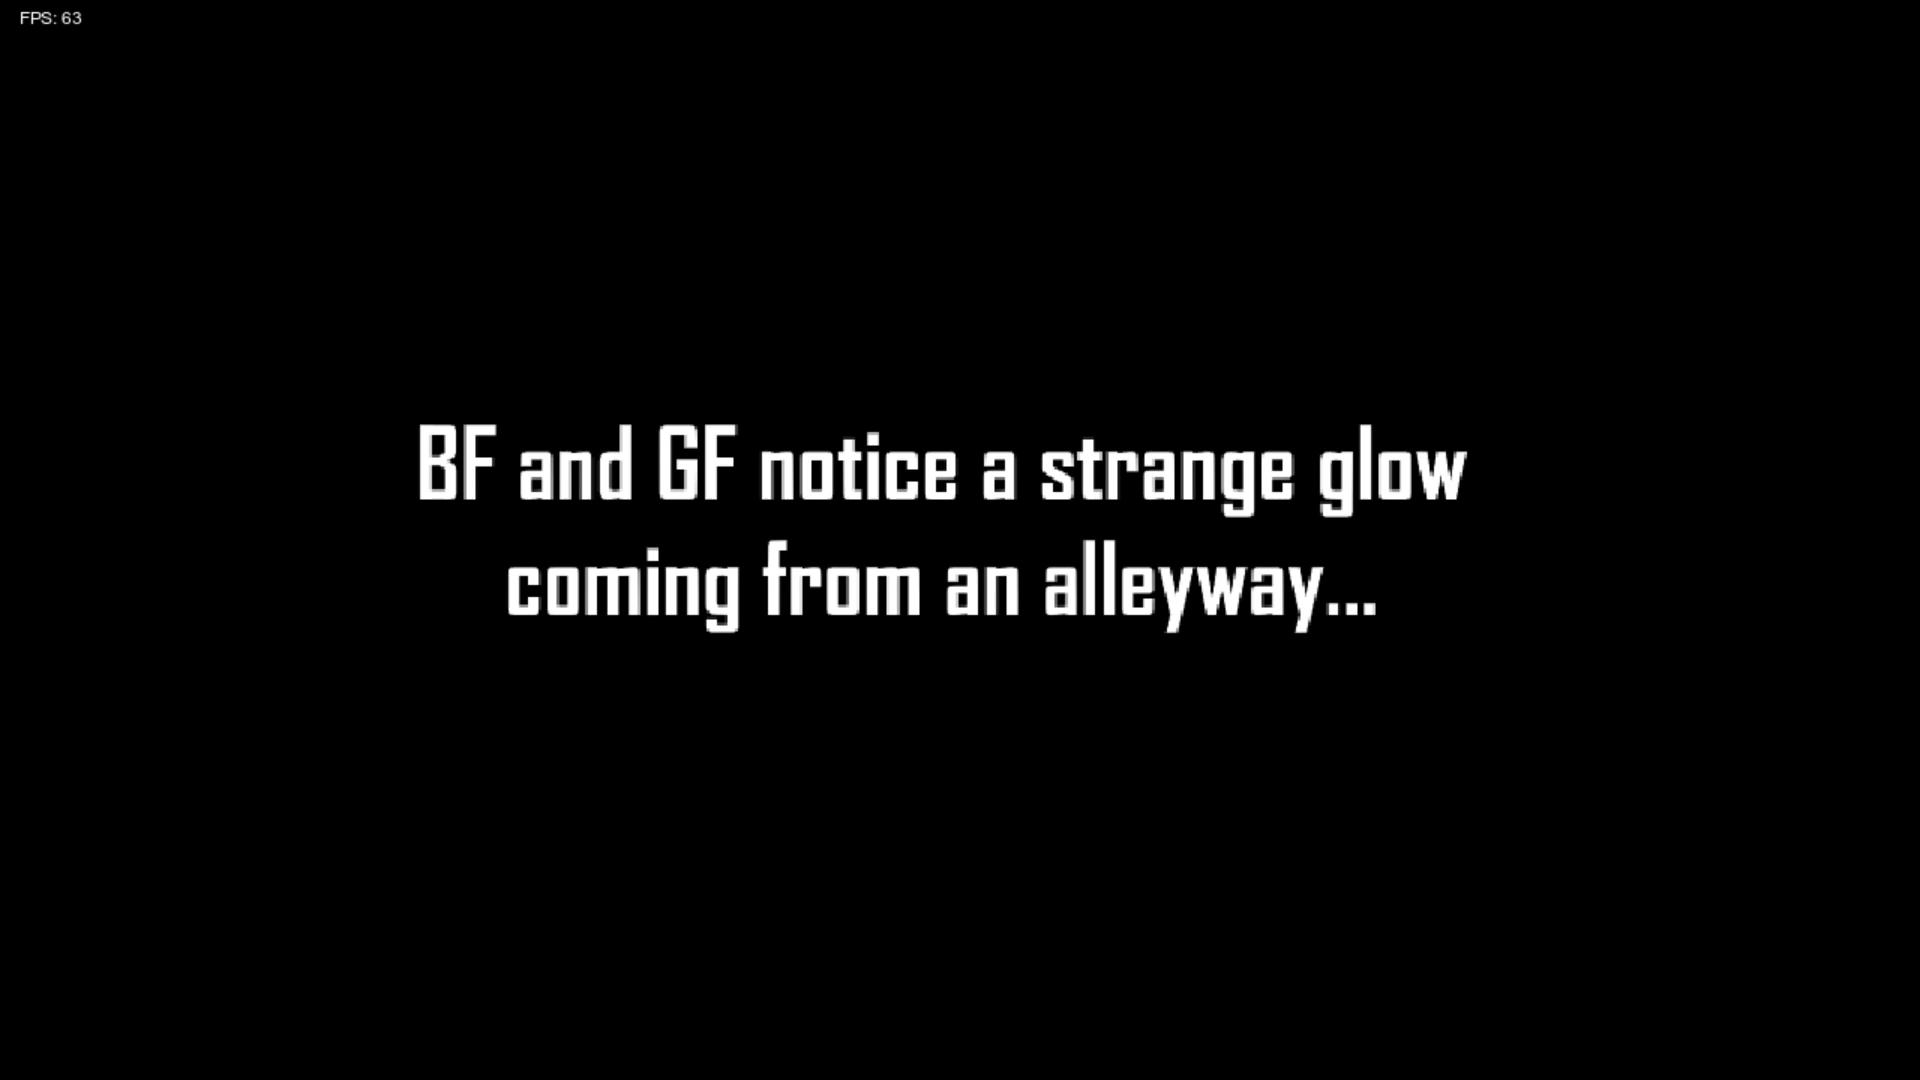 FPS: 63
BF and GF notice a strange glow
coming from an alleyway...